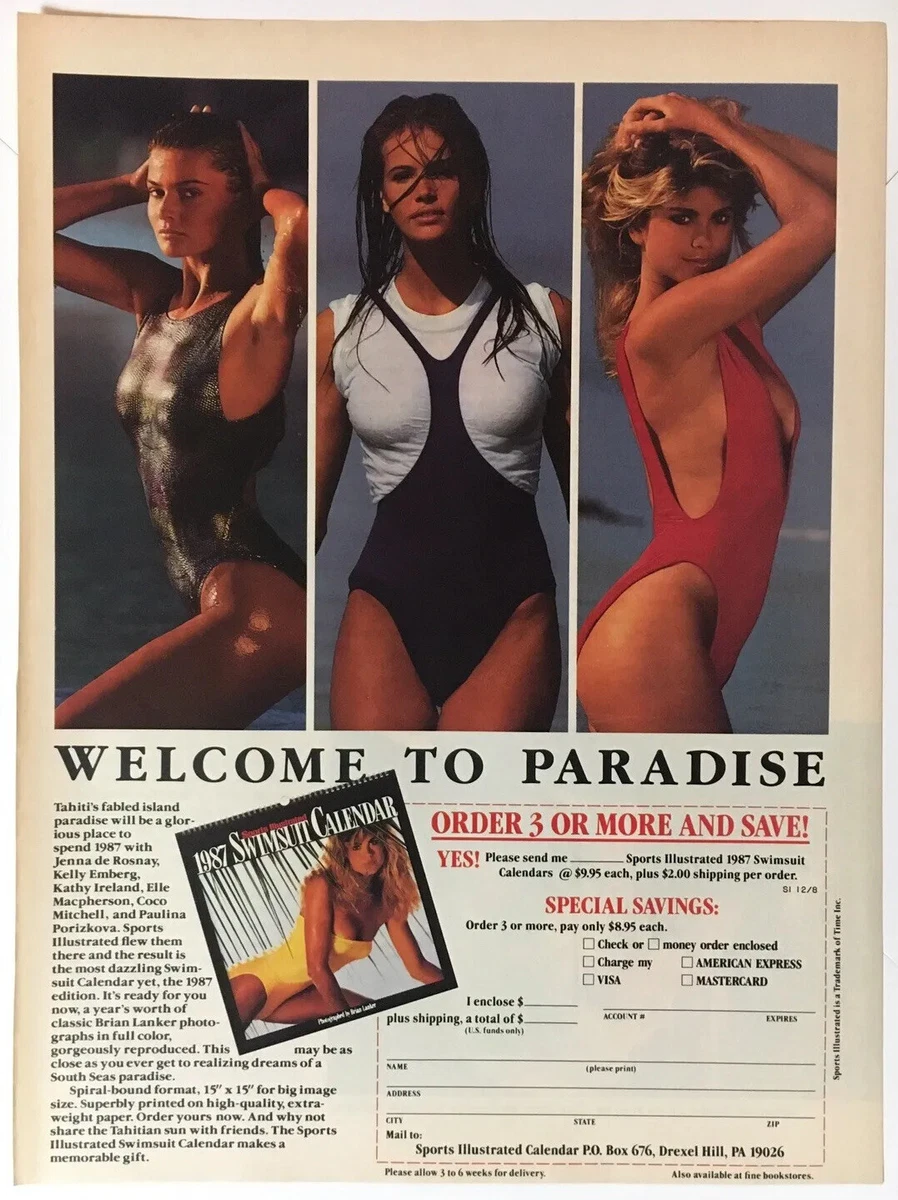 WELCOME TO PARADISE
Tahiti's fabled island
paradise will be a glor-
ious place to
spend 1987 with
Jenna de Rosnay,
Kelly Emberg,
Kathy Ireland, Elle
Macpherson, Coco
Mitchell, and Paulina
Porizkova. Sports
Illustrated flew them
there and the result is
the most dazzling Swim-
suit Calendar yet, the 1987
edition. It's ready for you
now, a year's worth of
classic Brian Lanker photo-
graphs in full color,
gorgeously reproduced. This may be as
close as you ever get to realizing dreams of a
South Seas paradise.
Spiral-bound format, 15" x 15" for big image
size. Superbly printed on high-quality, extra-
weight paper. Order yours now. And why not
share the Tahitian sun with friends. The Sports
Illustrated Swimsuit Calendar makes a
memorable gift.
Sports Illustrated
1987 SWIMSUIT CALENDAR
Photographed by Brian Lanker
ORDER 3 OR MORE AND SAVE!
YES! Please send me ________ Sports Illustrated 1987 Swimsuit
Calendars @ $9.95 each, plus $2.00 shipping per order.
SI 12/8
SPECIAL SAVINGS:
Order 3 or more, pay only $8.95 each.
☐ Check or ☐ money order enclosed
☐ Charge my ☐ AMERICAN EXPRESS
☐ VISA ☐ MASTERCARD
I enclose $________
plus shipping, a total of $________
(U.S. funds only)
ACCOUNT # EXPIRES
NAME (please print)
ADDRESS
CITY STATE ZIP
Mail to:
Sports Illustrated Calendar P.O. Box 676, Drexel Hill, PA 19026
Please allow 3 to 6 weeks for delivery. Also available at fine bookstores.
Sports Illustrated is a Trademark of Time Inc.